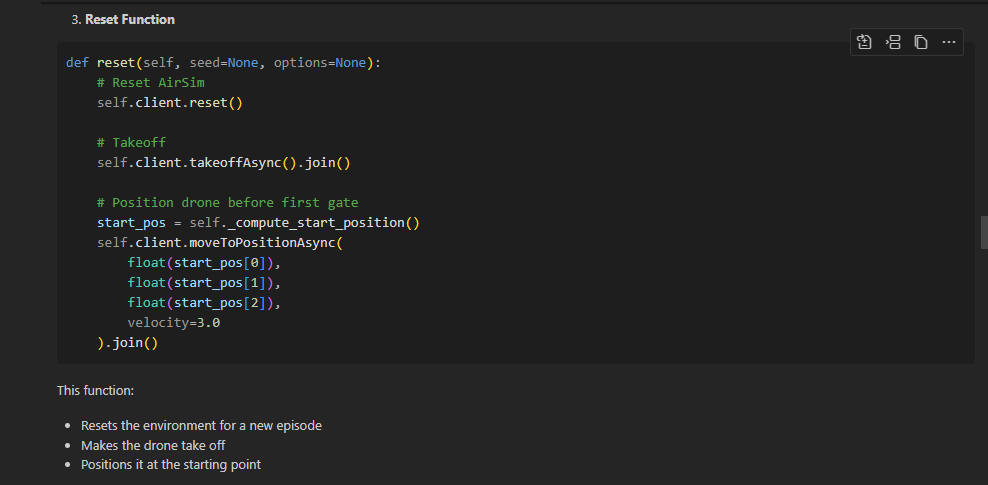 3. Reset Function
def reset(self, seed=None, options=None):
    # Reset AirSim
    self.client.reset()

    # Takeoff
    self.client.takeoffAsync().join()

    # Position drone before first gate
    start_pos = self._compute_start_position()
    self.client.moveToPositionAsync(
        float(start_pos[0]),
        float(start_pos[1]),
        float(start_pos[2]),
        velocity=3.0
    ).join()
This function:
• Resets the environment for a new episode
• Makes the drone take off
• Positions it at the starting point